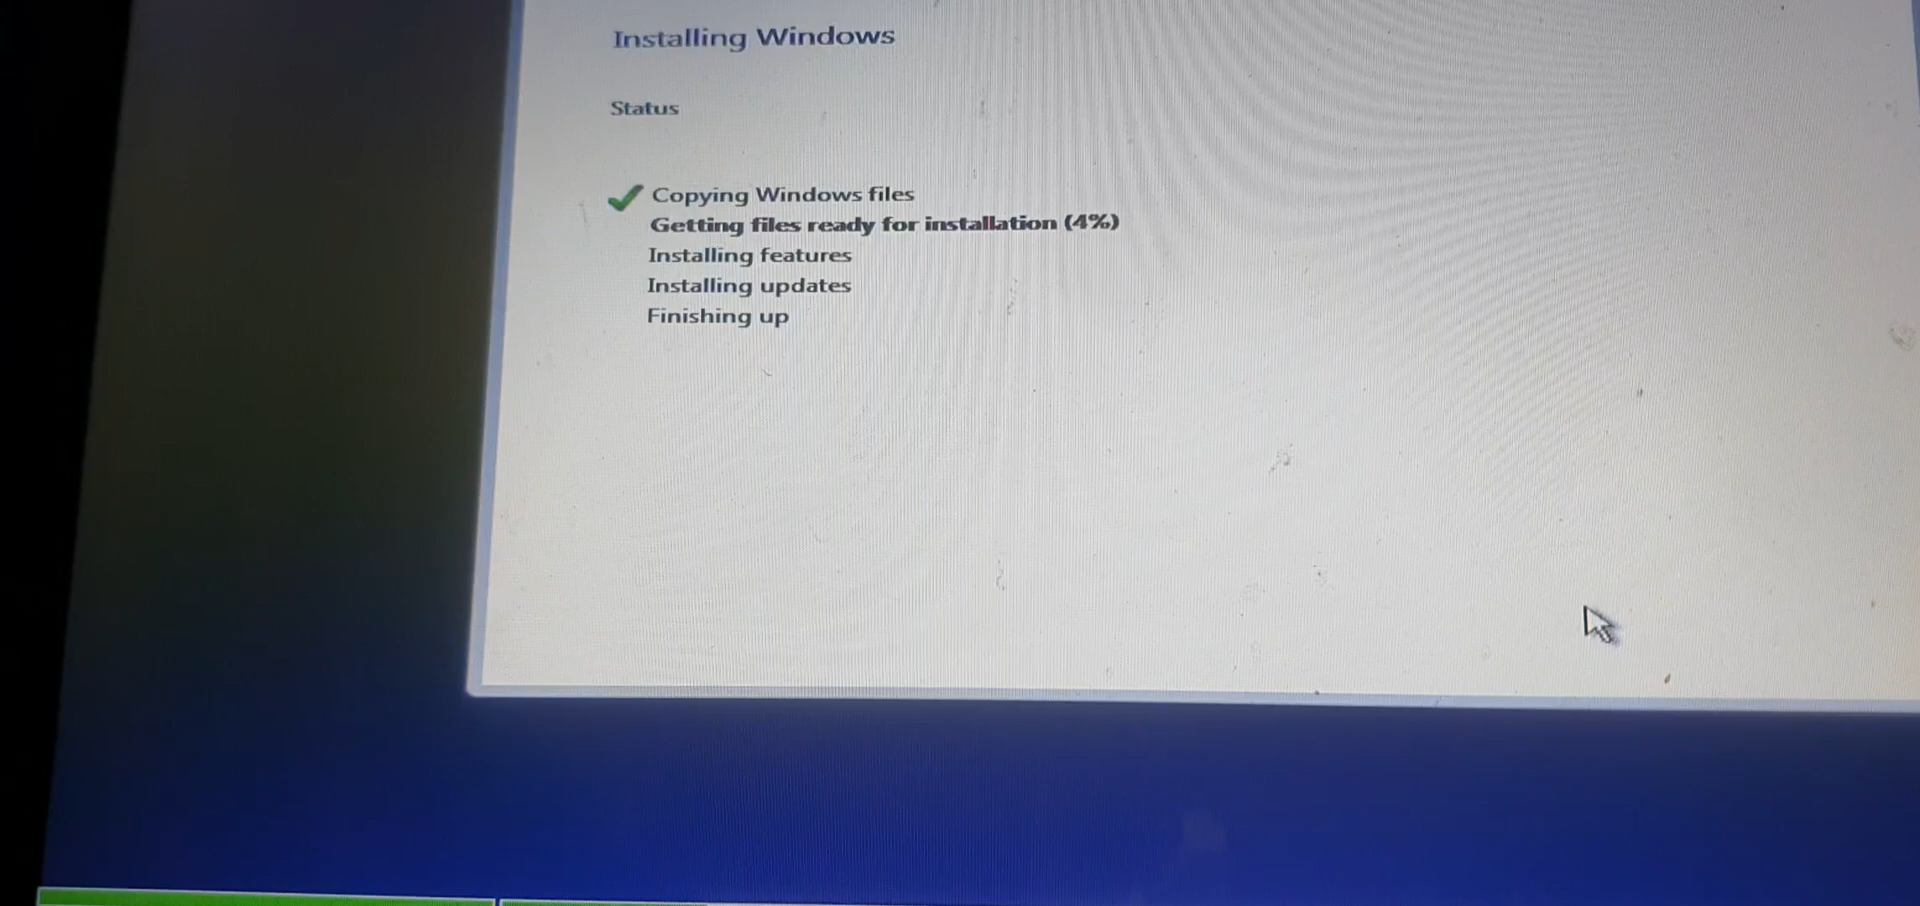 Installing Windows
Status
Copying Windows files
Getting files ready for installation (4%)
Installing features
Installing updates
Finishing up